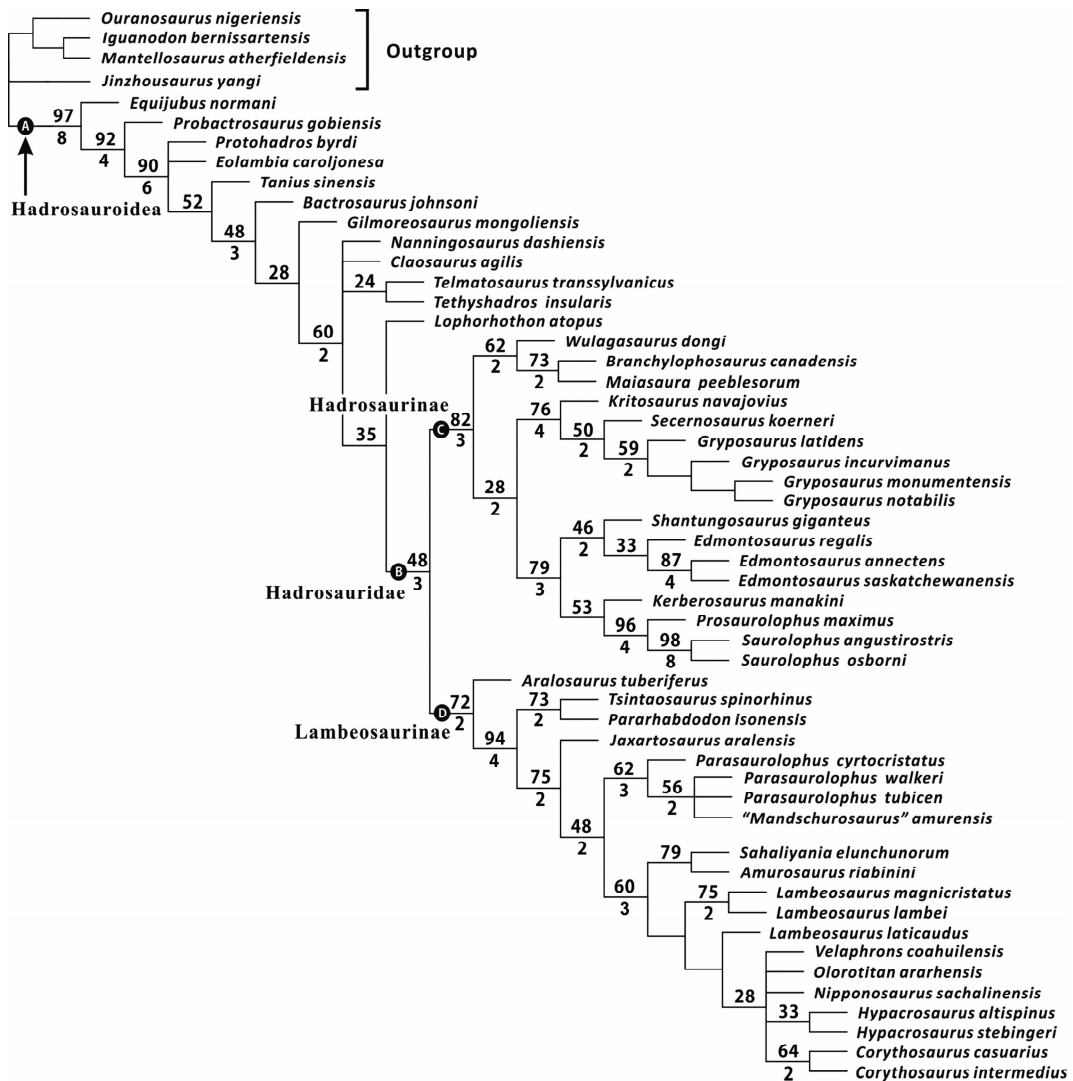 Ouranosaurus nigeriensis
Iguanodon bernissartensis
Mantellosaurus atherfieldensis
Outgroup
Jinzhousaurus yangi
Equijubus normani
97
8
A
Probactrosaurus gobiensis
92
4
Protohadros byrdi
Eolambia caroljonesa
90
6
Tanius sinensis
Hadrosauroidea
52
Bactrosaurus johnsoni
48
3
Gilmoreosaurus mongoliensis
28
Nanningosaurus dashiensis
Claosaurus agilis
24
Telmatosaurus transsylvanicus
Tethyshadros insularis
60
2
Lophorhothon atopus
35
Wulagasaurus dongi
62
2
73
2
Branchylophosaurus canadensis
Maiasaura peeblesorum
Hadrosaurinae
C
82
3
Kritosaurus navajovius
76
4
Secernosaurus koerneri
50
2
Gryposaurus latidens
59
2
Gryposaurus incurvimanus
Gryposaurus monumentensis
Gryposaurus notabilis
28
2
Shantungosaurus giganteus
46
2
Edmontosaurus regalis
33
87
4
Edmontosaurus annectens
Edmontosaurus saskatchewanensis
79
3
Kerberosaurus manakini
53
Prosaurolophus maximus
96
4
98
8
Saurolophus angustirostris
Saurolophus osborni
Hadrosauridae
B
48
3
Aralosaurus tuberiferus
Lambeosaurinae
D
72
2
73
2
Tsintaosaurus spinorhinus
Pararhabdodon isonensis
94
4
Jaxartosaurus aralensis
75
2
Parasaurolophus cyrtocristatus
62
3
56
2
Parasaurolophus walkeri
Parasaurolophus tubicen
“Mandschurosaurus” amurensis
48
2
79
Sahaliyania elunchunorum
Amurosaurus riabinini
60
3
75
2
Lambeosaurus magnicristatus
Lambeosaurus lambei
Lambeosaurus laticaudus
Velaphrons coahuilensis
Olorotitan ararhensis
Nipponosaurus sachalinensis
28
33
Hypacrosaurus altispinus
Hypacrosaurus stebingeri
64
2
Corythosaurus casuarius
Corythosaurus intermedius